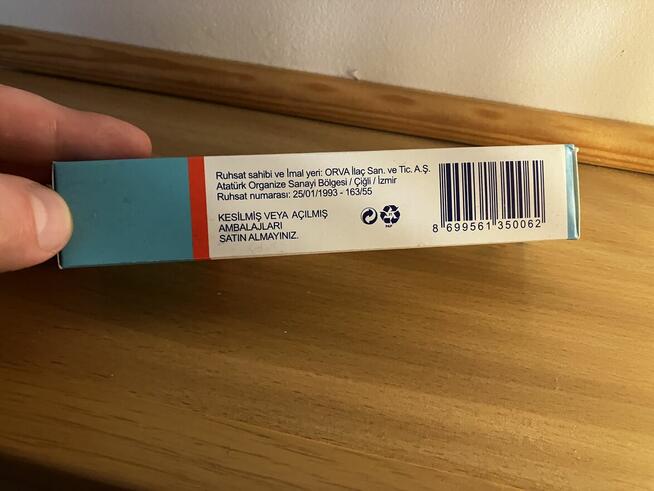 Ruhsat sahibi ve İmal yeri: ORVA İlaç San. ve Tic. A.Ş.
Atatürk Organize Sanayi Bölgesi / Çiğli / İzmir
Ruhsat numarası: 25/01/1993 - 163/55
KESİLMİŞ VEYA AÇILMIŞ
AMBALAJLARI
SATIN ALMAYINIZ.
PAP
8 699561 350062